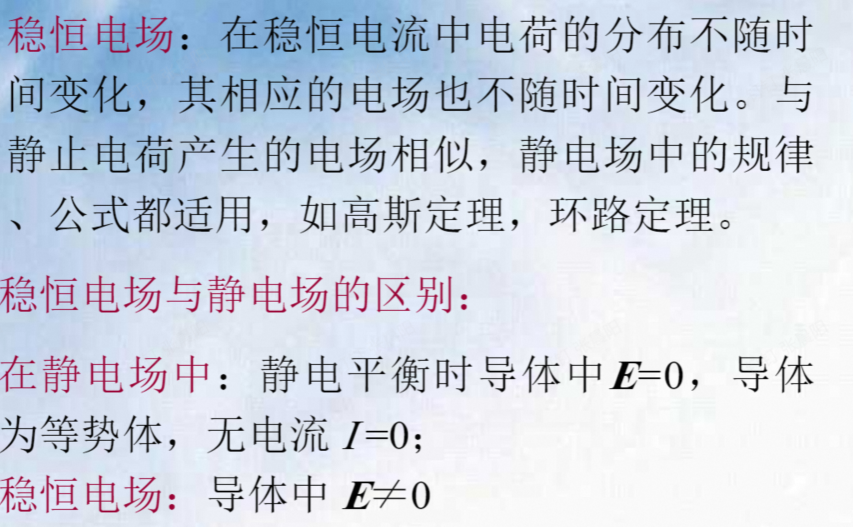 稳恒电场：在稳恒电流中电荷的分布不随时
间变化，其相应的电场也不随时间变化。与
静止电荷产生的电场相似，静电场中的规律
、公式都适用，如高斯定理，环路定理。
稳恒电场与静电场的区别：
在静电场中：静电平衡时导体中E=0，导体
为等势体，无电流 I=0；
稳恒电场：导体中 E≠0